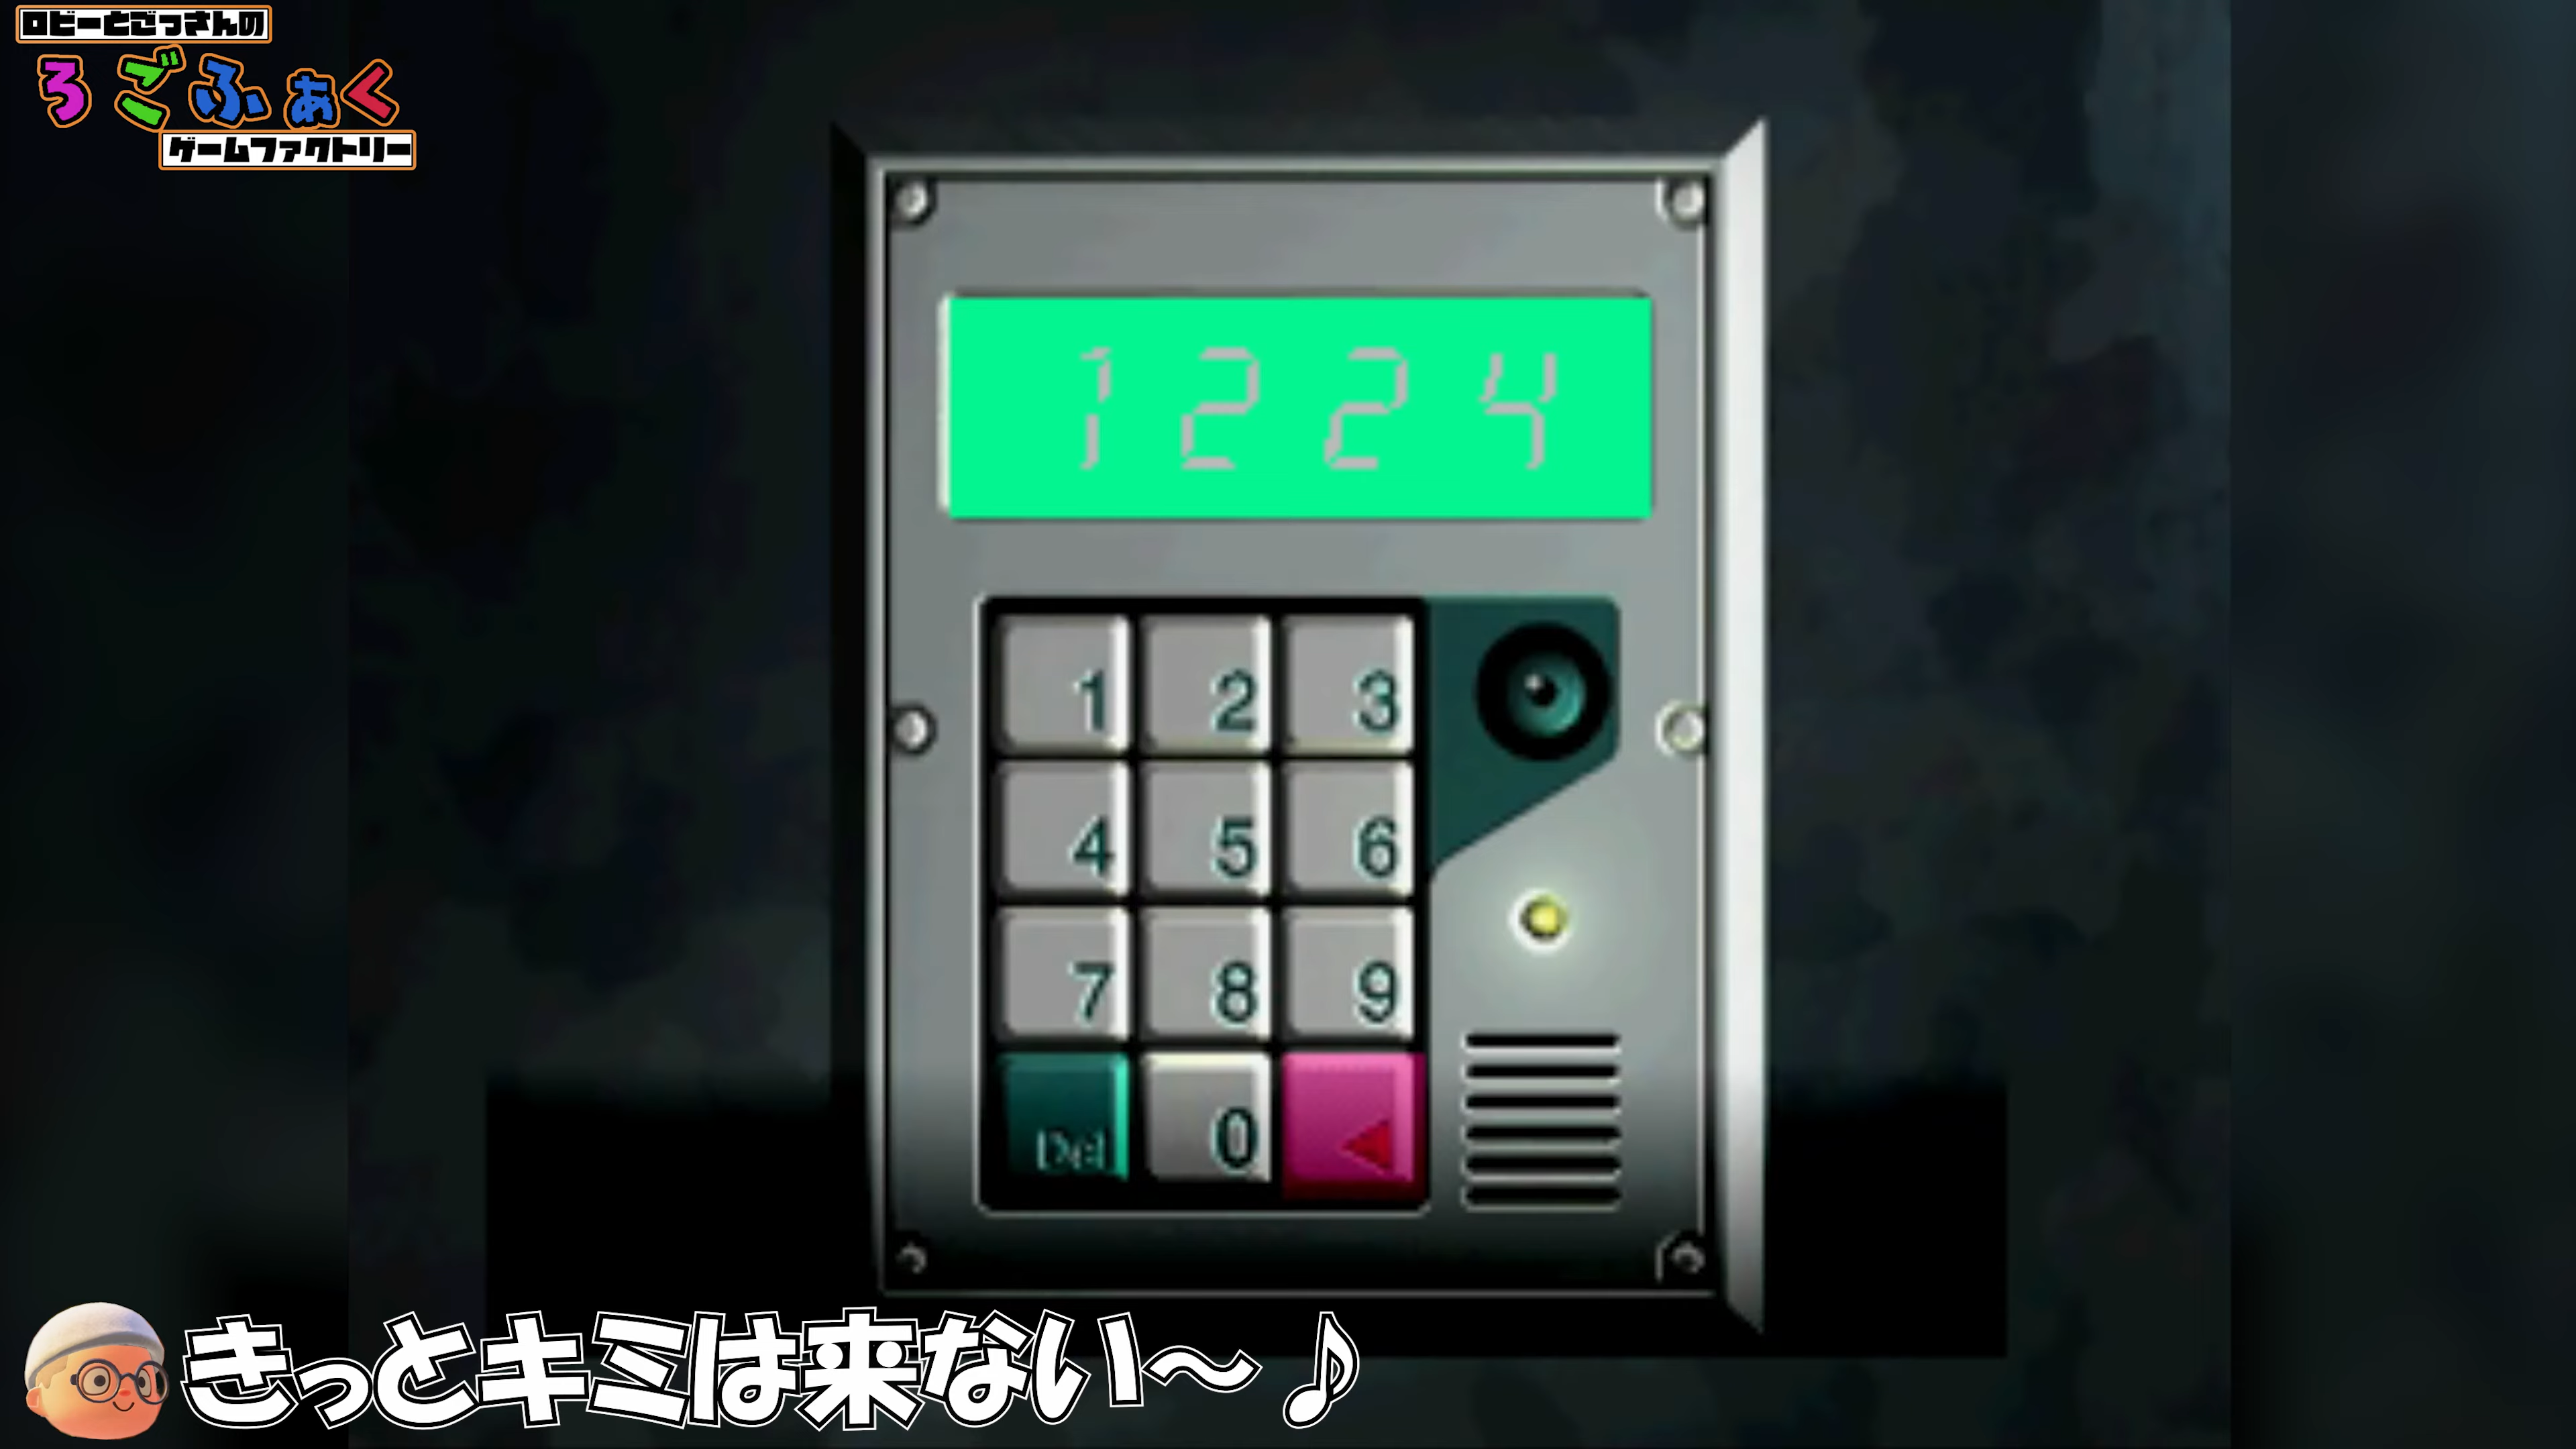 ロビーとごっさんの
ろごふぁく
ゲームファクトリー
1224
1 2 3
4 5 6
7 8 9
Del 0
きっとキミは来ない〜♪